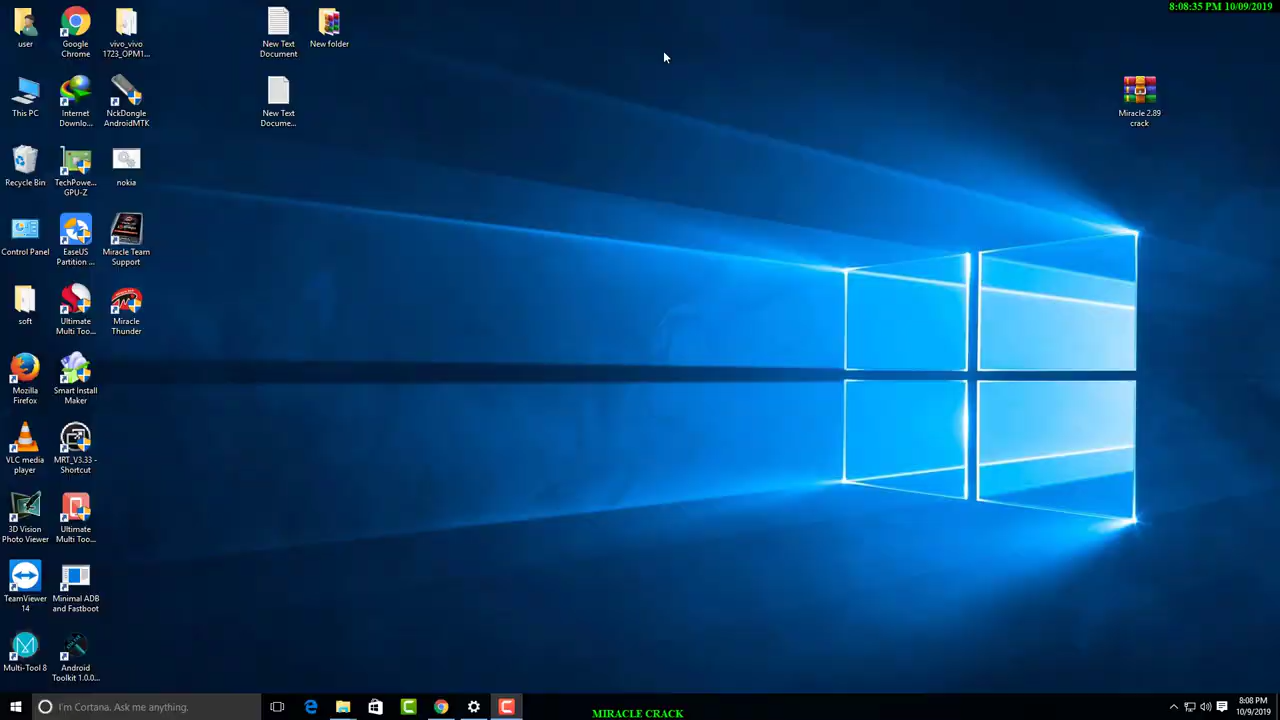 8:08:35 PM 10/09/2019
user
Google
Chrome
vivo_vivo
1723_OPM1...
New Text
Document
New folder
This PC
Internet
Downlo...
NckDongle
AndroidMTK
New Text
Docume...
Miracle 2.89
crack
Recycle Bin
TechPowe...
GPU-Z
nokia
Control Panel
EaseUS
Partition ...
Miracle Team
Support
soft
Ultimate
Multi Too...
Miracle
Thunder
Mozilla
Firefox
Smart Install
Maker
VLC media
player
MRT_V3.33 -
Shortcut
3D Vision
Photo Viewer
Ultimate
Multi Too...
TeamViewer
14
Minimal ADB
and Fastboot
Multi-Tool 8
Android
Toolkit 1.0.0...
I'm Cortana. Ask me anything.
MIRACLE CRACK
8:08 PM
10/9/2019